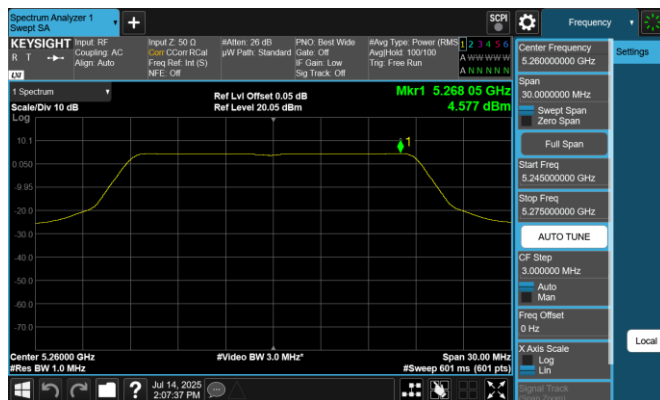 Spectrum Analyzer 1
Swept SA
SCPI
Frequency
Settings
KEYSIGHT
R T
LXI
Input: RF
Coupling: AC
Align: Auto
Input Z: 50 Ω
Corr CCorr RCal
Freq Ref: Int (S)
NFE: Off
#Atten: 26 dB
µW Path: Standard
PNO: Best Wide
Gate: Off
IF Gain: Low
Sig Track: Off
#Avg Type: Power (RMS
Avg|Hold: 100/100
Trig: Free Run
1 2 3 4 5 6
A W W W W W
A N N N N N
1 Spectrum
Scale/Div 10 dB
Log
Ref Lvl Offset 0.05 dB
Ref Level 20.05 dBm
Mkr1 5.268 05 GHz
4.577 dBm
1
10.1
0.050
-9.95
-20.0
-30.0
-40.0
-50.0
-60.0
-70.0
Center 5.26000 GHz
#Res BW 1.0 MHz
#Video BW 3.0 MHz*
Span 30.00 MHz
#Sweep 601 ms (601 pts)
Center Frequency
5.260000000 GHz
Span
30.0000000 MHz
Swept Span
Zero Span
Full Span
Start Freq
5.245000000 GHz
Stop Freq
5.275000000 GHz
AUTO TUNE
CF Step
3.000000 MHz
Auto
Man
Freq Offset
0 Hz
X Axis Scale
Log
Lin
Signal Track
(Span Zoom)
Local
?
Jul 14, 2025
2:07:37 PM